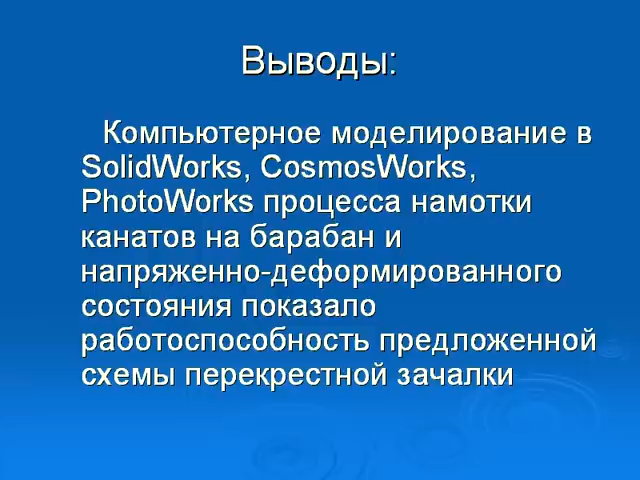 Выводы:
Компьютерное моделирование в
SolidWorks, CosmosWorks,
PhotoWorks процесса намотки
канатов на барабан и
напряженно-деформированного
состояния показало
работоспособность предложенной
схемы перекрестной зачалки